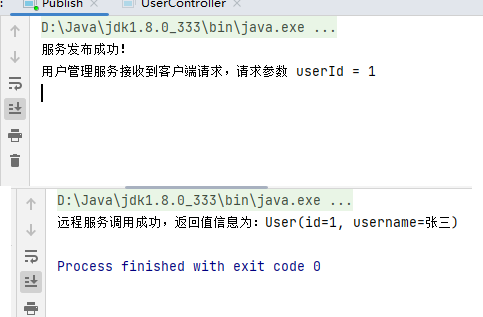 Publish
UserController
D:\Java\jdk1.8.0_333\bin\java.exe ...
服务发布成功!
用户管理服务接收到客户端请求，请求参数 userId = 1
D:\Java\jdk1.8.0_333\bin\java.exe ...
远程服务调用成功，返回值信息为：User(id=1, username=张三)
Process finished with exit code 0